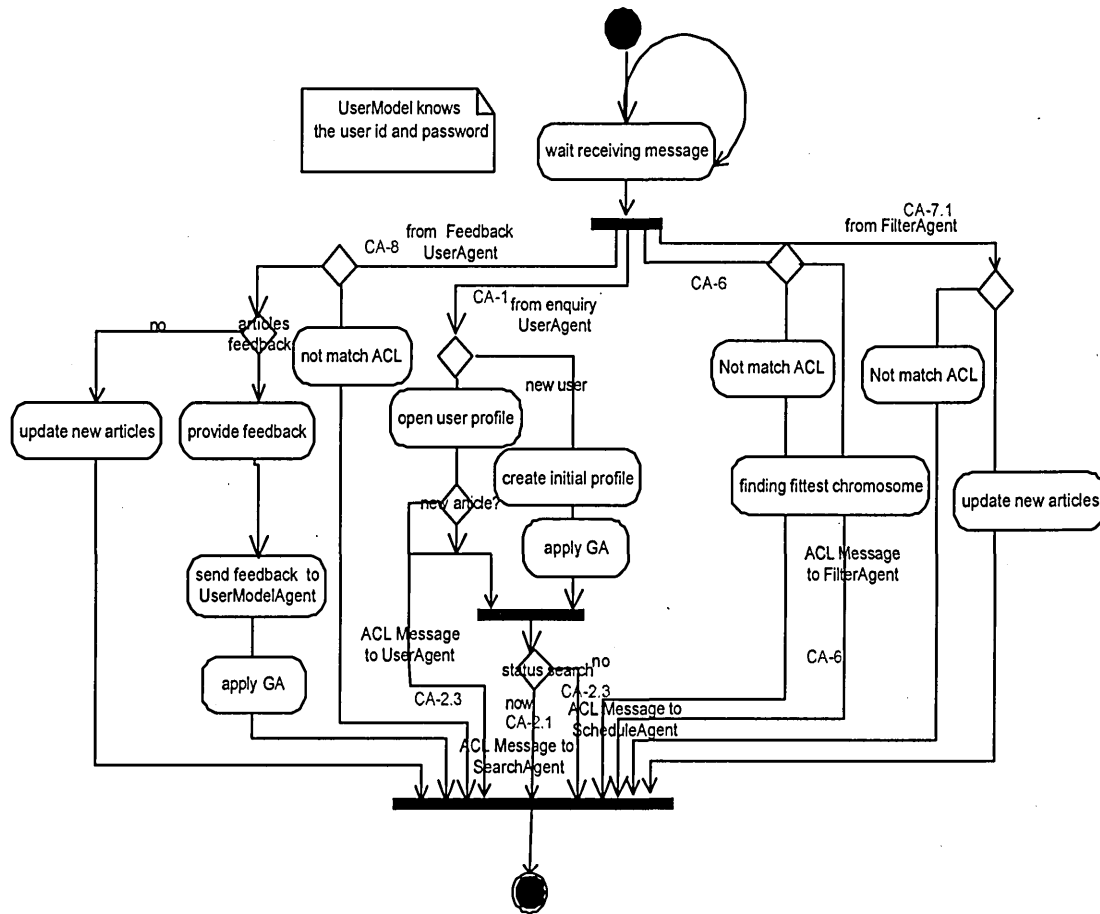 UserModel knows
the user id and password
wait receiving message
CA-7.1
from FilterAgent
from Feedback
UserAgent
CA-8
CA-1
from enquiry
UserAgent
CA-6
no
articles
feedback
not match ACL
new user
Not match ACL
Not match ACL
update new articles
provide feedback
open user profile
create initial profile
finding fittest chromosome
update new articles
new article?
apply GA
ACL Message
to FilterAgent
send feedback to
UserModelAgent
ACL Message
to UserAgent
CA-6
status search
no
apply GA
CA-2.3
now
CA-2.1
CA-2.3
ACL Message to
ScheduleAgent
ACL Message to
SearchAgent